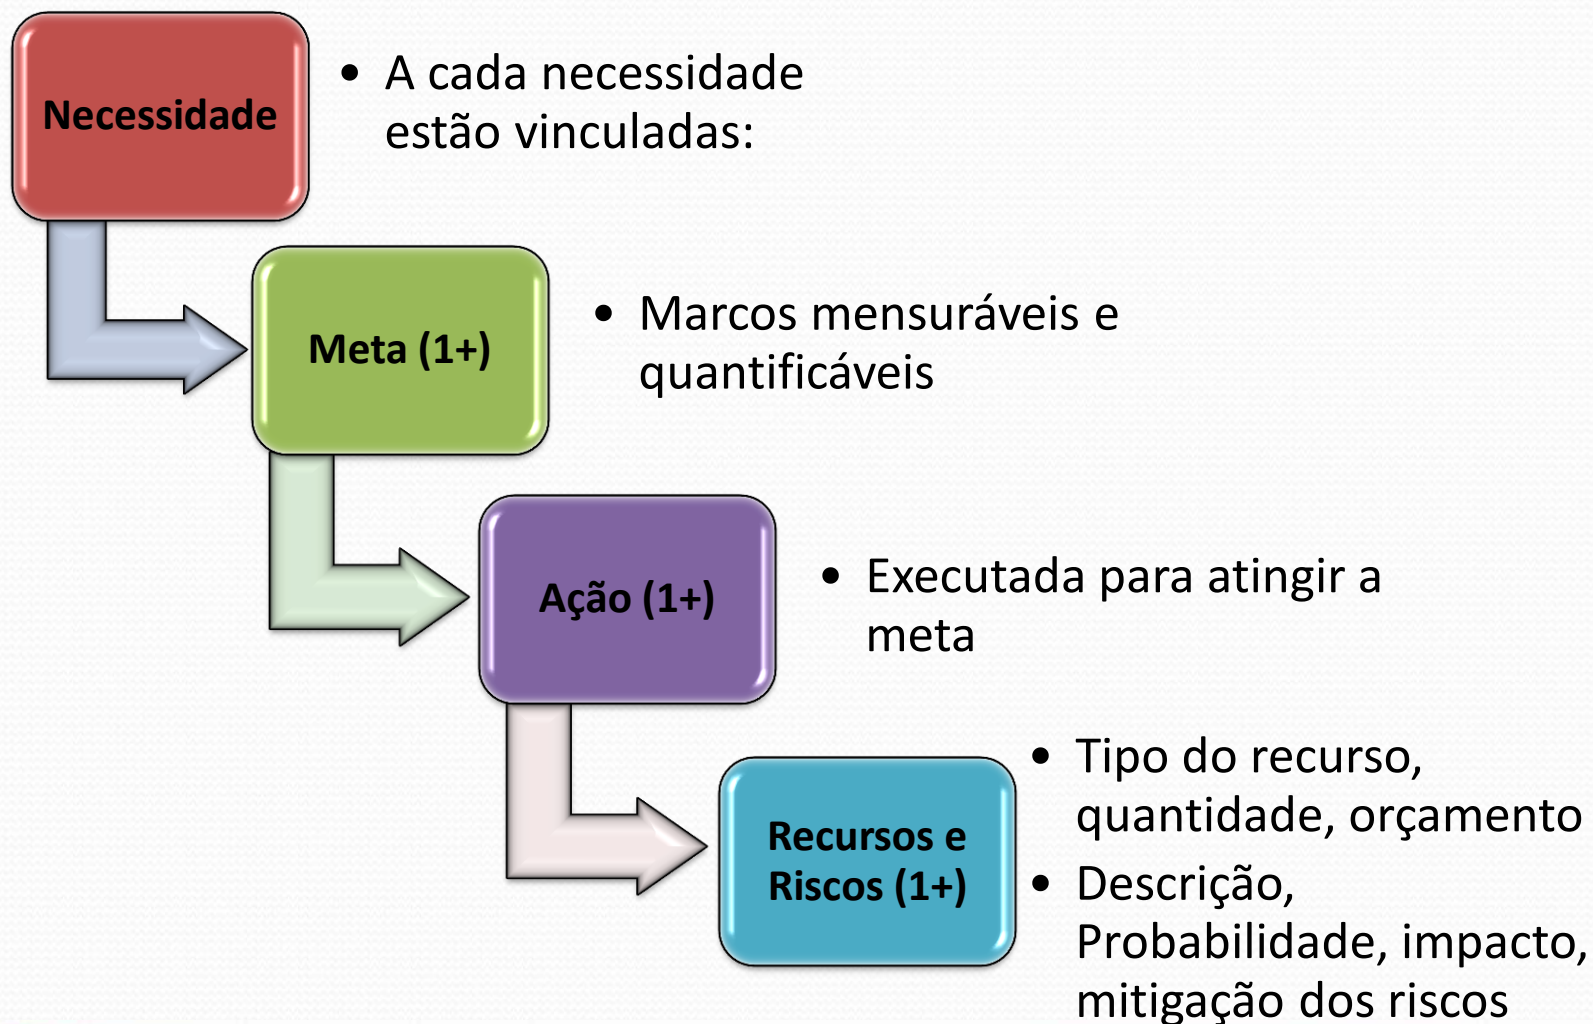 Necessidade
• A cada necessidade
estão vinculadas:
Meta (1+)
• Marcos mensuráveis e
quantificáveis
Ação (1+)
• Executada para atingir a
meta
Recursos e
Riscos (1+)
• Tipo do recurso,
quantidade, orçamento
• Descrição,
Probabilidade, impacto,
mitigação dos riscos